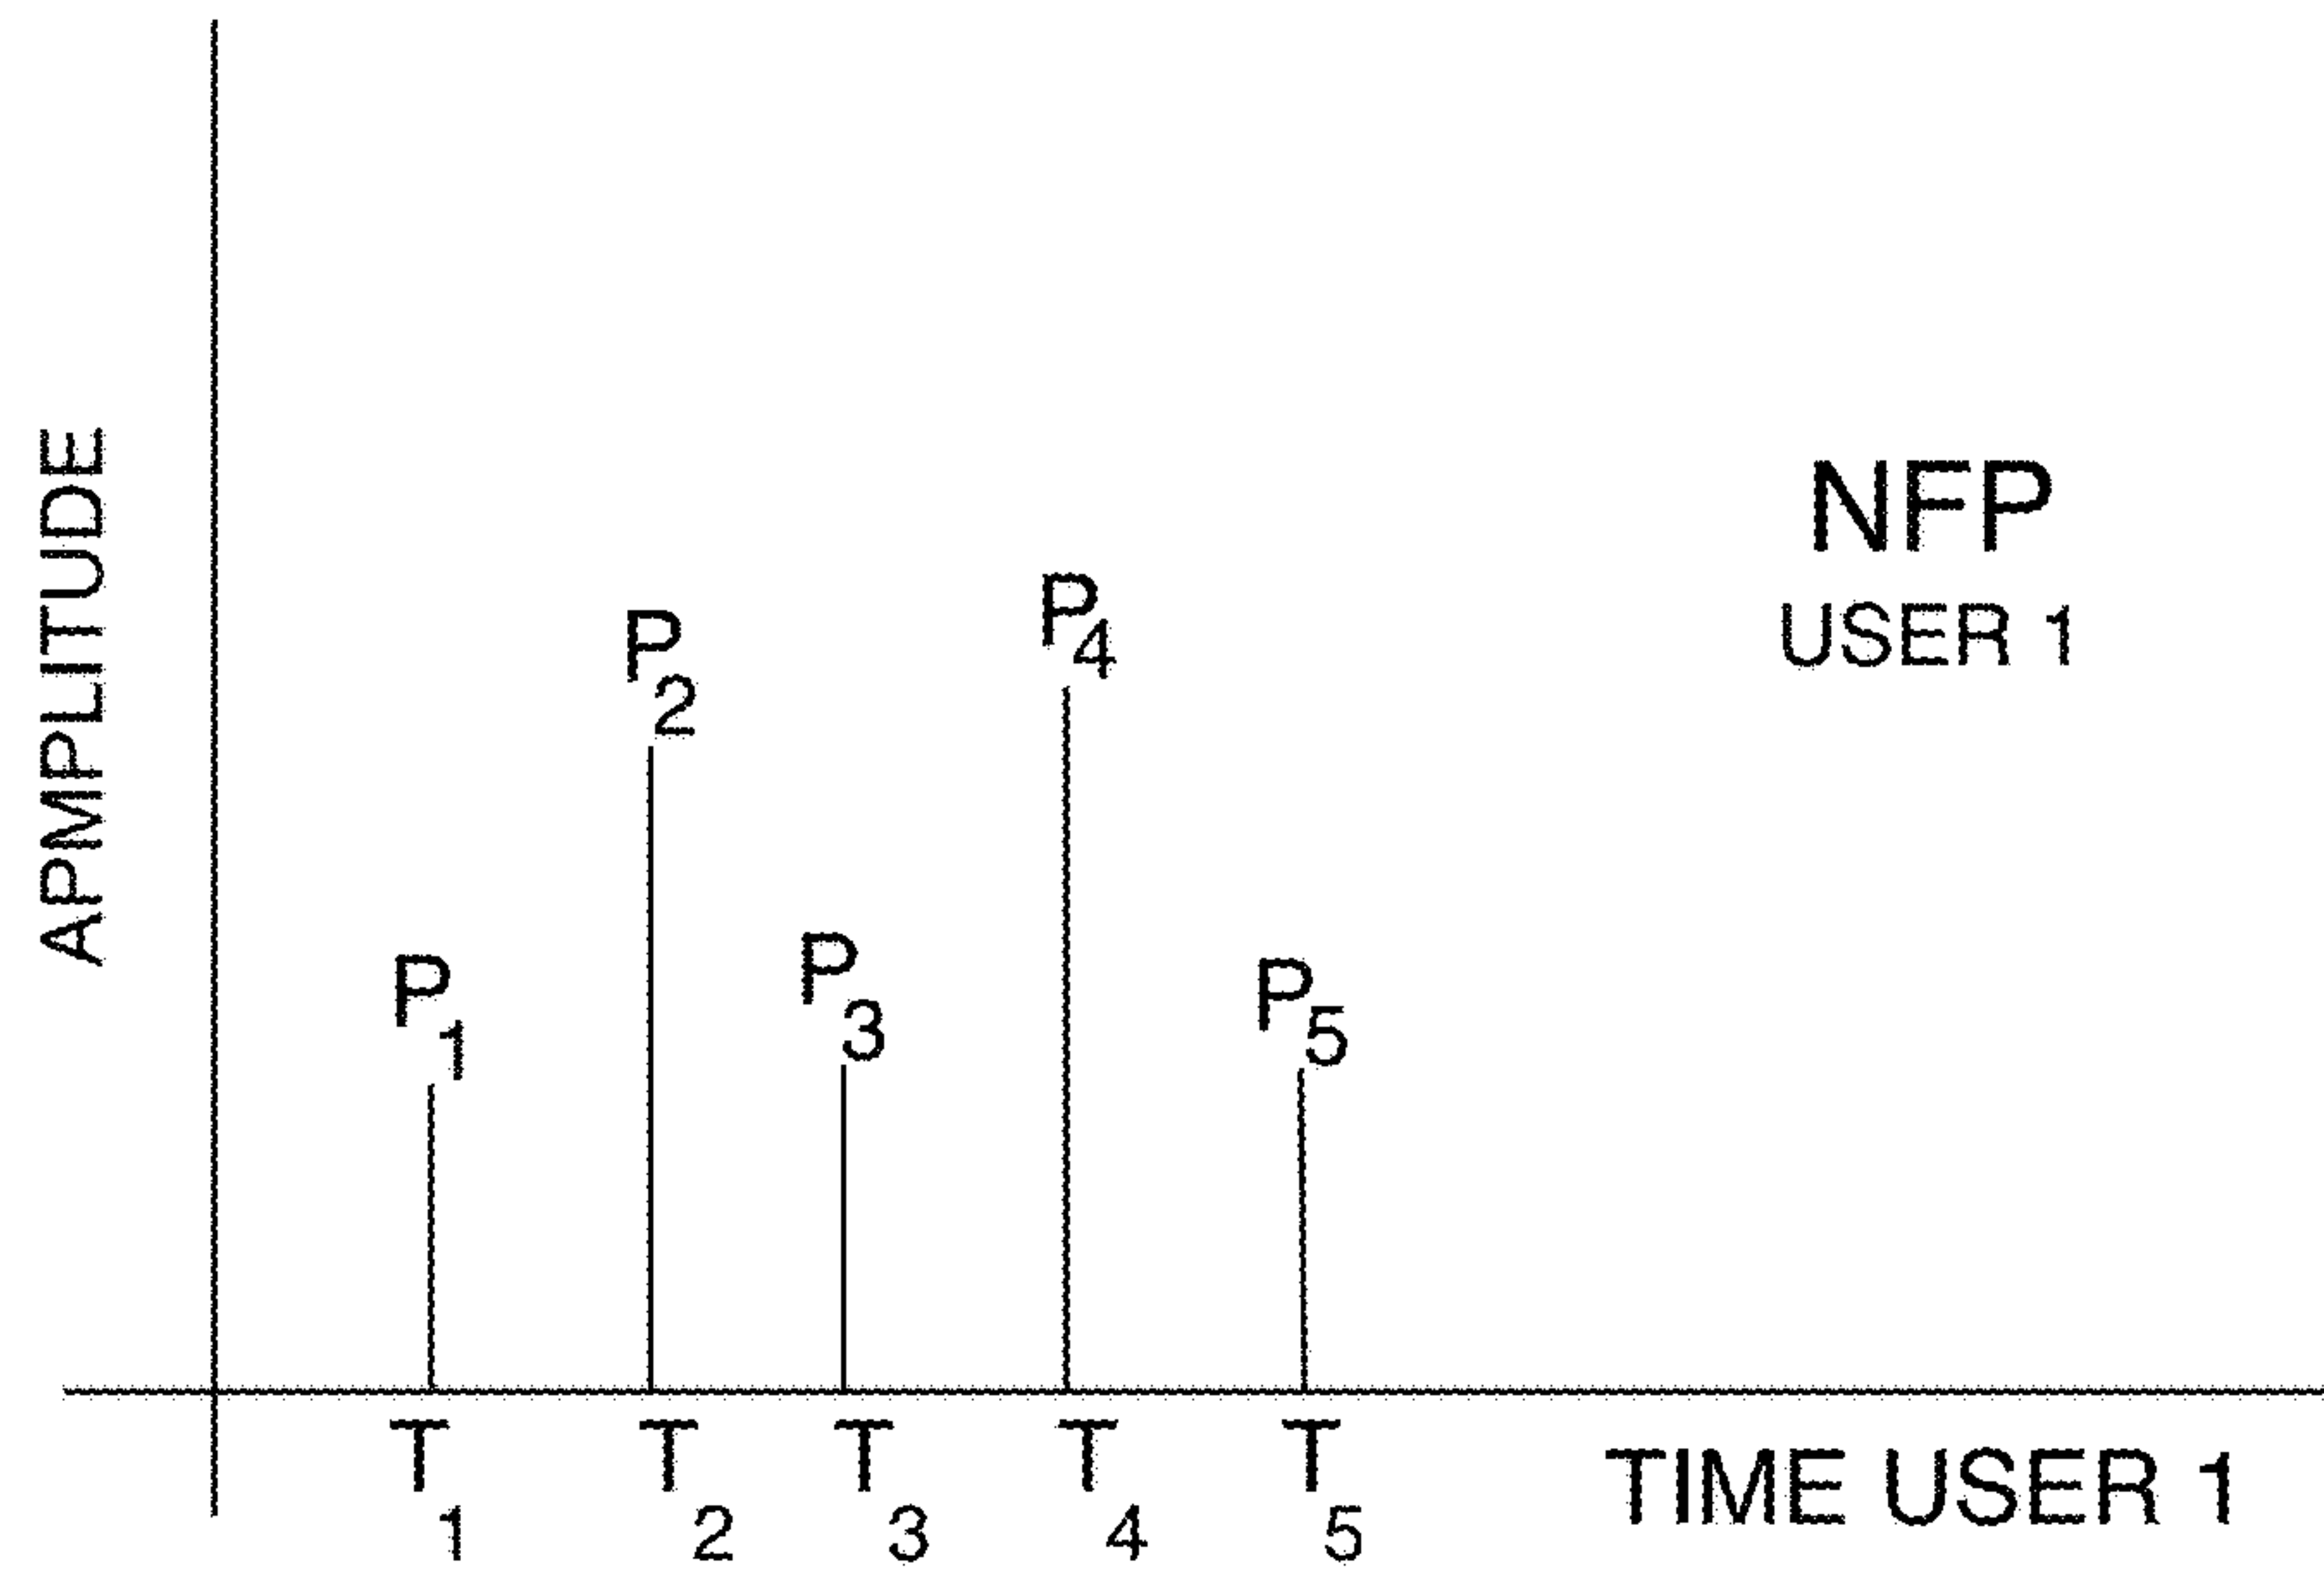 APMPLITUDE
NFP
USER 1
P4
P2
P3
P1
P5
T1 T2 T3 T4 T5
TIME USER 1